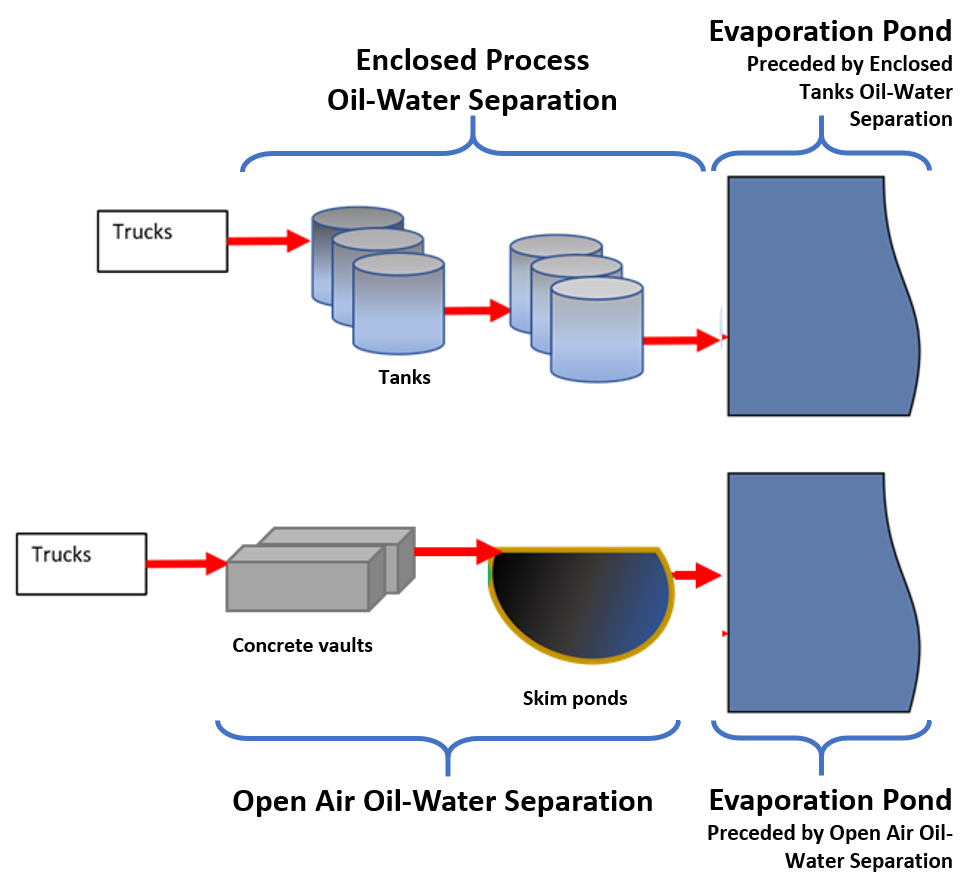 Evaporation Pond
Preceded by Enclosed
Tanks Oil-Water
Separation
Enclosed Process
Oil-Water Separation
Trucks
Tanks
Trucks
Concrete vaults
Skim ponds
Open Air Oil-Water Separation
Evaporation Pond
Preceded by Open Air Oil-
Water Separation